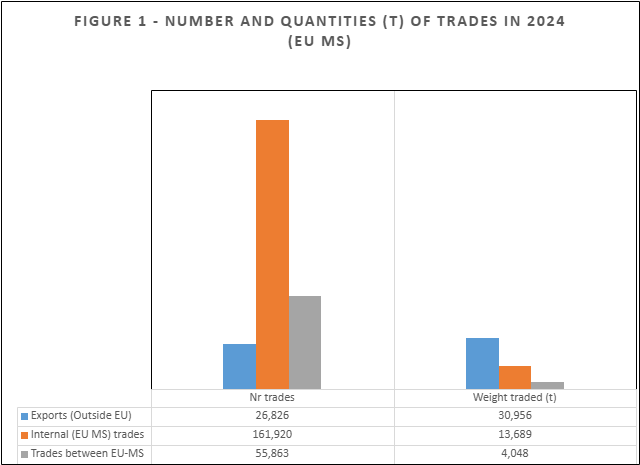 FIGURE 1 - NUMBER AND QUANTITIES (T) OF TRADES IN 2024
(EU MS)
Nr trades Weight traded (t)
Exports (Outside EU) 26,826 30,956
Internal (EU MS) trades 161,920 13,689
Trades between EU-MS 55,863 4,048